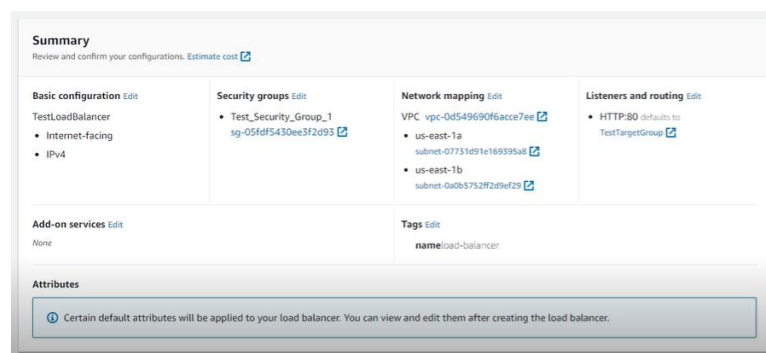 Summary
Review and confirm your configurations. Estimate cost
Basic configuration Edit
TestLoadBalancer
Internet-facing
IPv4
Security groups Edit
Test_Security_Group_1
sg-05fdf5430ee3f2d93
Network mapping Edit
VPC vpc-0d549690f6acce7ee
us-east-1a
subnet-07731d91e169395a8
us-east-1b
subnet-0a0b5752ff2d9ef29
Listeners and routing Edit
HTTP:80 defaults to
TestTargetGroup
Add-on services Edit
None
Tags Edit
nameload-balancer
Attributes
Certain default attributes will be applied to your load balancer. You can view and edit them after creating the load balancer.